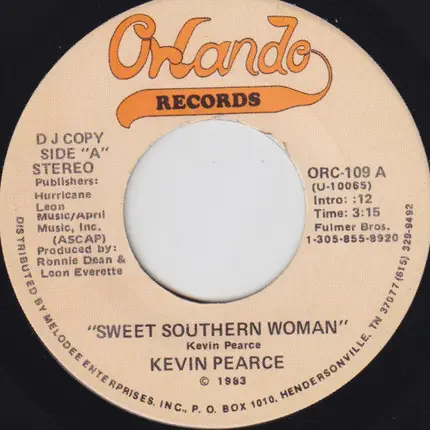 Orlando
RECORDS
D J COPY
SIDE "A"
STEREO
Publishers:
Hurricane
Leon
Music/April
Music, Inc.
(ASCAP)
Produced by:
Ronnie Dean &
Leon Everette
ORC-109 A
(U-10065)
Intro: :12
Time: 3:15
Fulmer Bros.
1-305-855-8920
"SWEET SOUTHERN WOMAN"
Kevin Pearce
KEVIN PEARCE
© 1983
DISTRIBUTED BY MELODEE ENTERPRISES, INC., P. O. BOX 1010, HENDERSONVILLE, TN 37077 (615) 329-9492